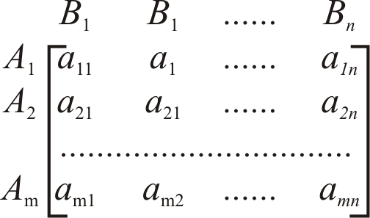 B₁ B₁ ...... Bₙ
A₁ a₁₁ a₁ ...... a₁ₙ
A₂ a₂₁ a₂₁ ...... a₂ₙ
................................
Aₘ aₘ₁ aₘ₂ ...... aₘₙ